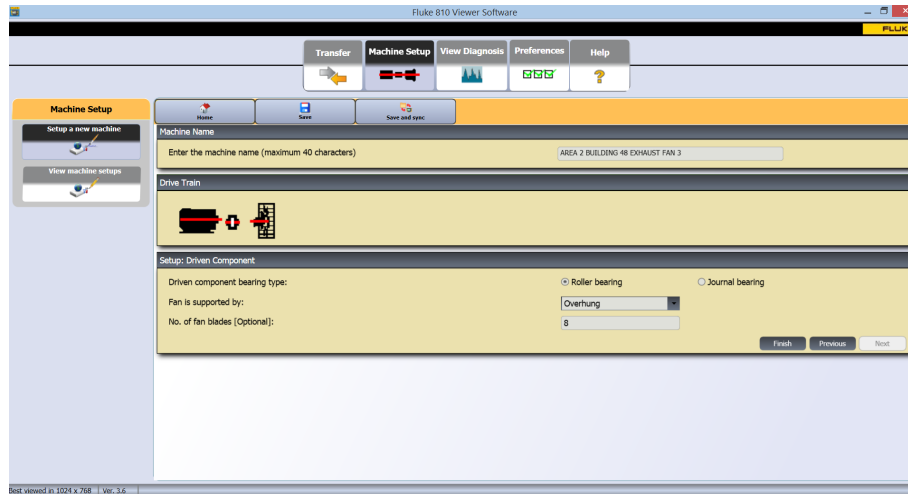 Fluke 810 Viewer Software
FLUK
Transfer
Machine Setup
View Diagnosis
Preferences
Help
Machine Setup
Setup a new machine
View machine setups
Home
Save
Save and sync
Machine Name
Enter the machine name (maximum 40 characters)
AREA 2 BUILDING 48 EXHAUST FAN 3
Drive Train
Setup: Driven Component
Driven component bearing type:
Roller bearing
Journal bearing
Fan is supported by:
Overhung
No. of fan blades [Optional]:
8
Finish
Previous
Next
Best viewed in 1024 x 768
Ver. 3.6